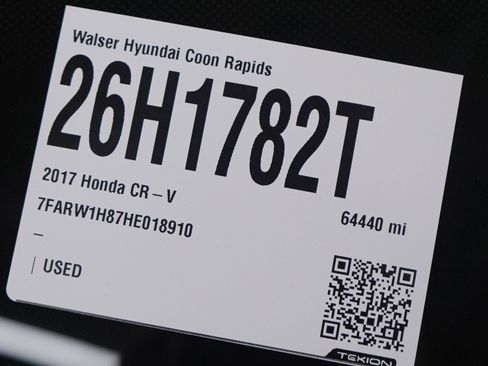 Walser Hyundai Coon Rapids
26H1782T
2017 Honda CR – V
64440 mi
7FARW1H87HE018910
–
| USED
TEKION